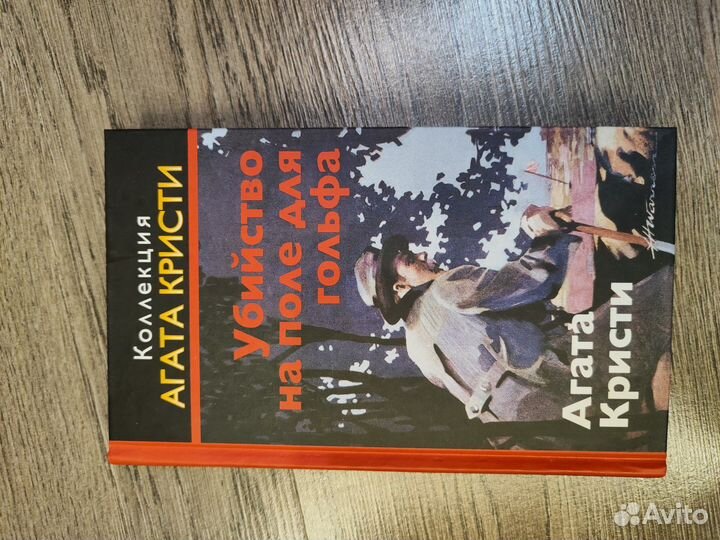 Коллекция
АГАТА КРИСТИ
Убийство
на поле для
гольфа
Агата
Кристи
Avito